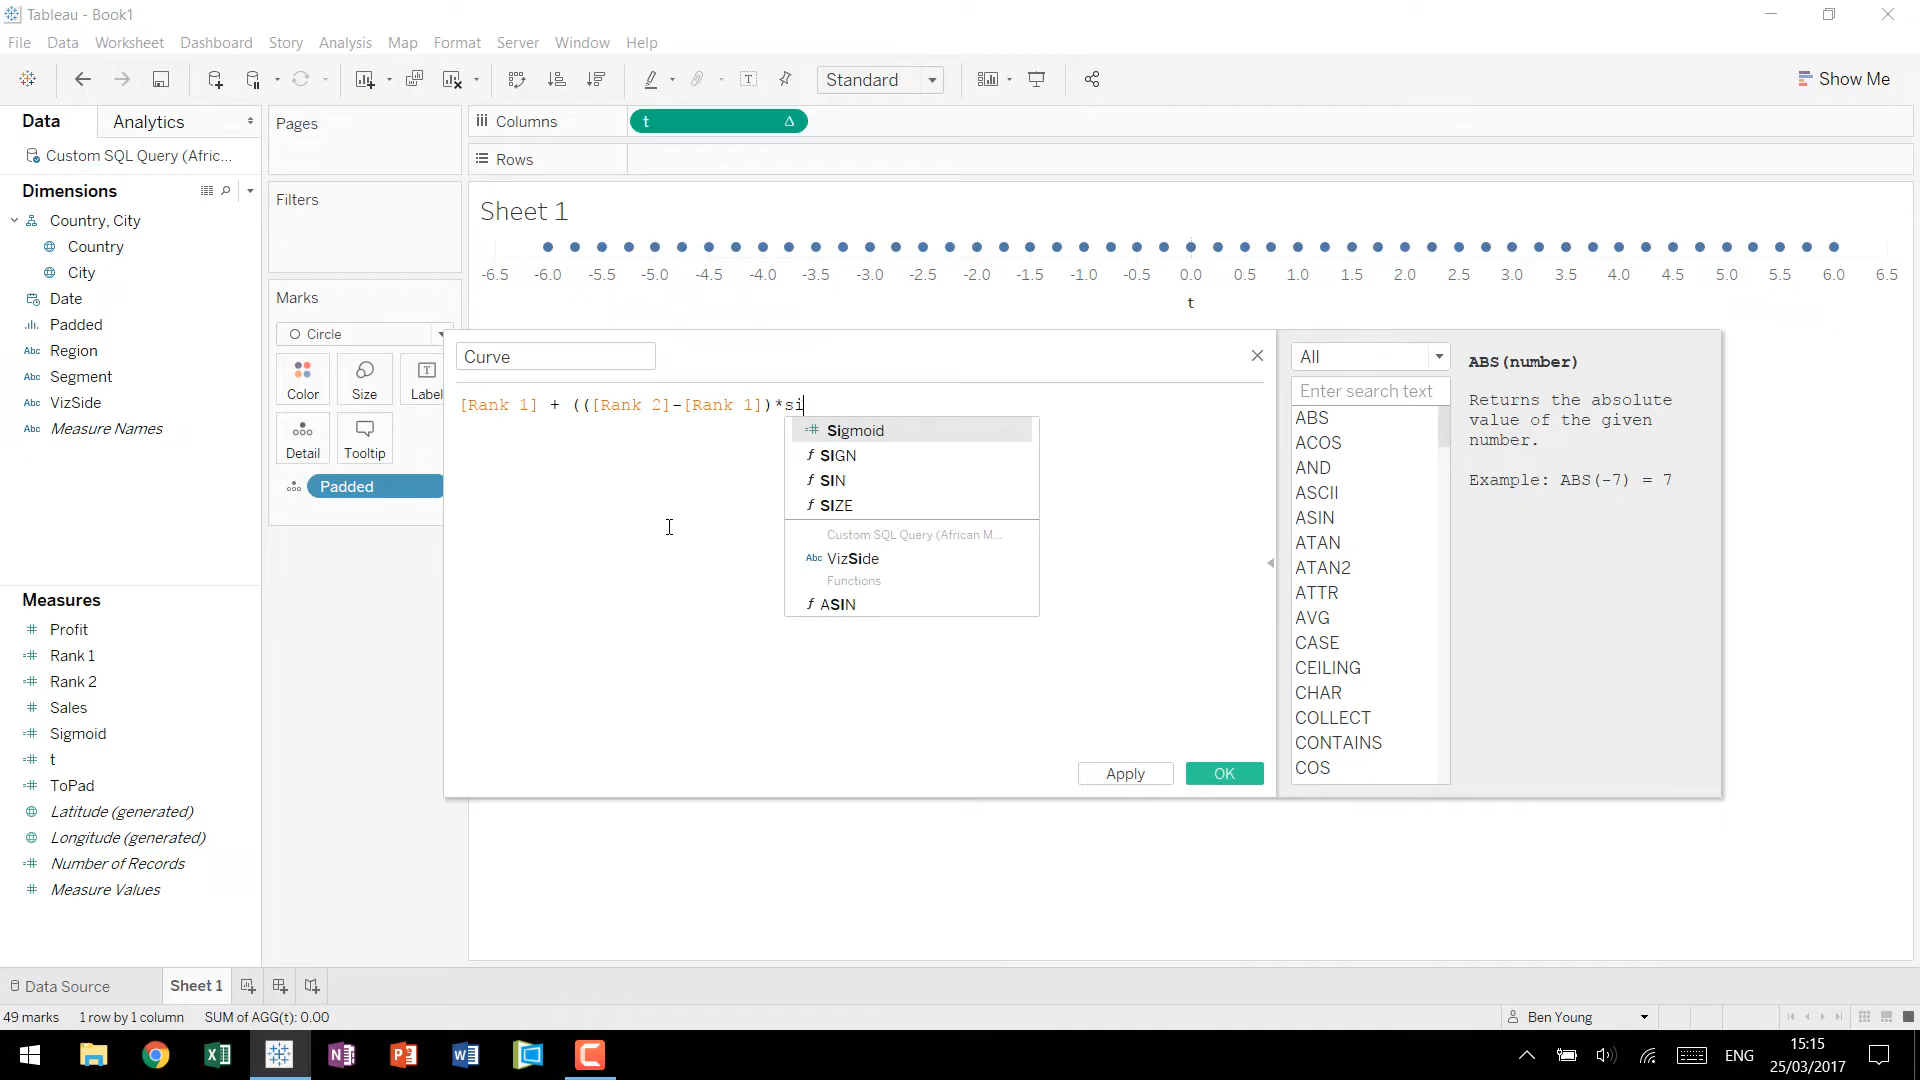 Tableau - Book1
File Data Worksheet Dashboard Story Analysis Map Format Server Window Help
Standard
Show Me
Data
Analytics
Custom SQL Query (Afric...
Dimensions
Country, City
Country
City
Date
Padded
Abc Region
Abc Segment
Abc VizSide
Abc Measure Names
Measures
Profit
Rank 1
Rank 2
Sales
Sigmoid
t
ToPad
Latitude (generated)
Longitude (generated)
Number of Records
Measure Values
Pages
Filters
Marks
Circle
Color Size Label
Detail Tooltip
Padded
Columns
t
Rows
Sheet 1
-6.5 -6.0 -5.5 -5.0 -4.5 -4.0 -3.5 -3.0 -2.5 -2.0 -1.5 -1.0 -0.5 0.0 0.5 1.0 1.5 2.0 2.5 3.0 3.5 4.0 4.5 5.0 5.5 6.0 6.5
t
Curve
[Rank 1] + (([Rank 2]-[Rank 1])*si
Sigmoid
SIGN
SIN
SIZE
Custom SQL Query (African M...
Abc VizSide
Functions
ASIN
Apply
OK
All
Enter search text
ABS
ACOS
AND
ASCII
ASIN
ATAN
ATAN2
ATTR
AVG
CASE
CEILING
CHAR
COLLECT
CONTAINS
COS
ABS(number)
Returns the absolute
value of the given
number.
Example: ABS(-7) = 7
Data Source
Sheet 1
49 marks 1 row by 1 column SUM of AGG(t): 0.00
Ben Young
ENG
15:15
25/03/2017